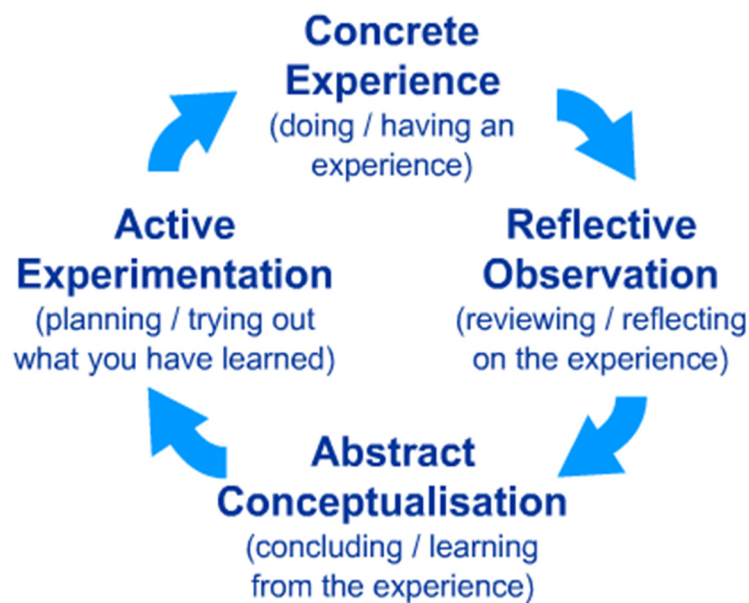 Concrete
Experience
(doing / having an
experience)
Reflective
Observation
(reviewing / reflecting
on the experience)
Abstract
Conceptualisation
(concluding / learning
from the experience)
Active
Experimentation
(planning / trying out
what you have learned)